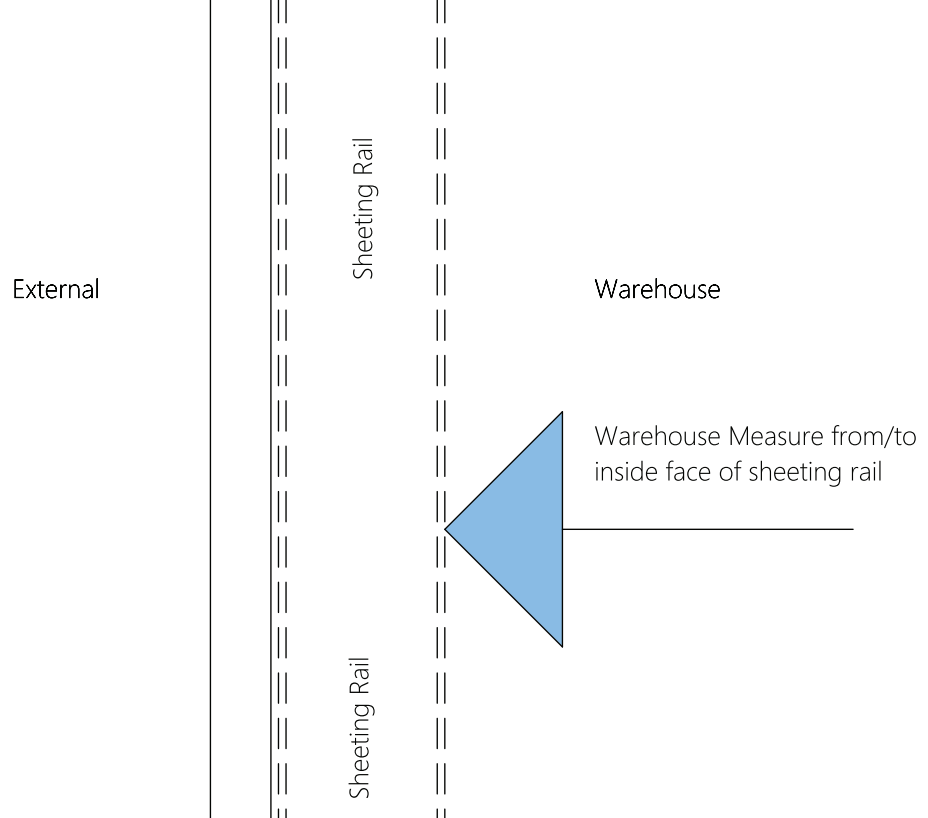 Sheeting Rail
External
Warehouse
Warehouse Measure from/to
inside face of sheeting rail
Sheeting Rail